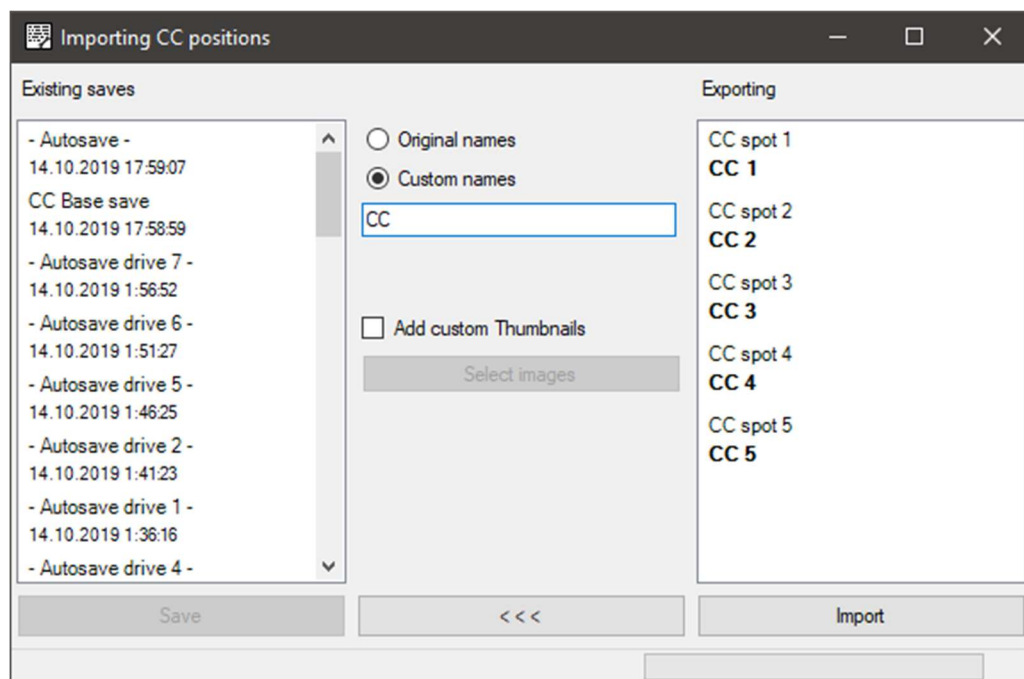 Importing CC positions
Existing saves
- Autosave -
14.10.2019 17:59:07
CC Base save
14.10.2019 17:58:59
- Autosave drive 7 -
14.10.2019 1:56:52
- Autosave drive 6 -
14.10.2019 1:51:27
- Autosave drive 5 -
14.10.2019 1:46:25
- Autosave drive 2 -
14.10.2019 1:41:23
- Autosave drive 1 -
14.10.2019 1:36:16
- Autosave drive 4 -
Save
Original names
Custom names
CC
Add custom Thumbnails
Select images
< < <
Exporting
CC spot 1
CC 1
CC spot 2
CC 2
CC spot 3
CC 3
CC spot 4
CC 4
CC spot 5
CC 5
Import